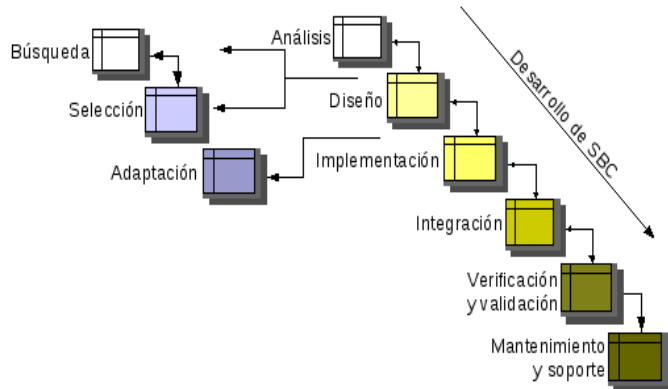 Análisis
Búsqueda
Diseño
Selección
Implementación
Adaptación
Integración
Verificación
y validación
Mantenimiento
y soporte
Desarrollo de SBC